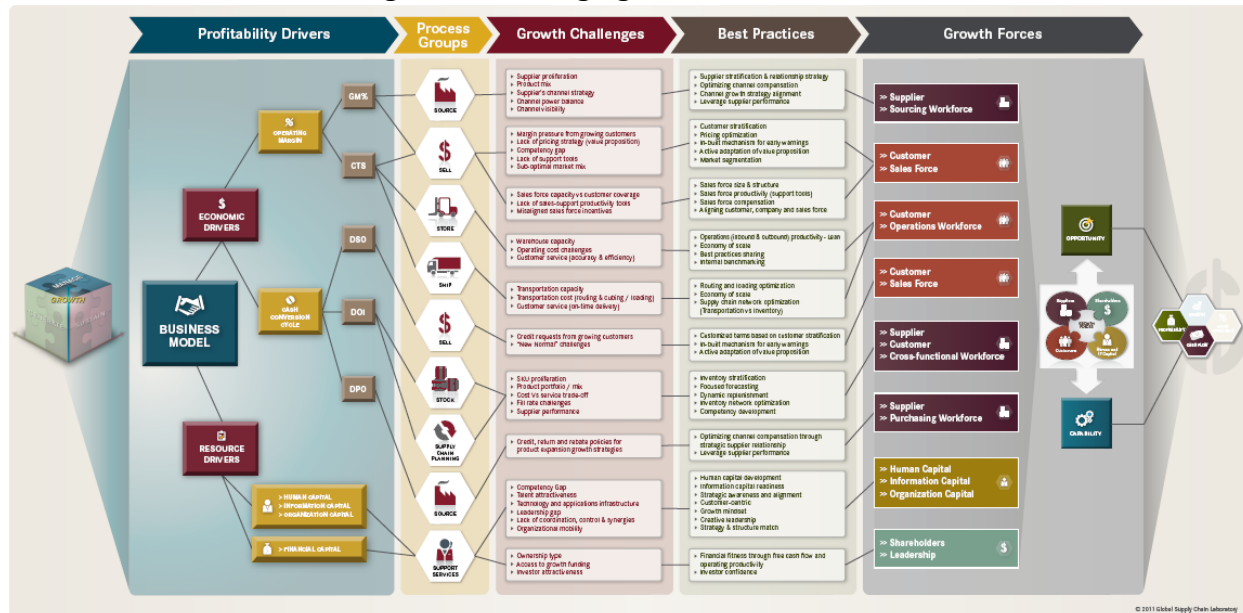 Profitability Drivers
Process
Groups
Growth Challenges
Best Practices
Growth Forces
GROWTH
BUSINESS
MODEL
ECONOMIC
DRIVERS
RESOURCE
DRIVERS
OPERATING
MARGIN
CASH
CONVERSION
CYCLE
> HUMAN CAPITAL
> INFORMATION CAPITAL
> ORGANIZATION CAPITAL
> FINANCIAL CAPITAL
GM%
CTS
DSO
DOI
DPO
SOURCE
SELL
STORE
SHIP
SELL
STOCK
SUPPLY
CHAIN
PLANNING
SOURCE
SUPPORT
SERVICES
Supplier proliferation
Product mix
Supplier's channel strategy
Channel power balance
Channel visibility
Margin pressure from growing customers
Lack of pricing strategy (value proposition)
Competency gap
Lack of support tools
Sub-optimal market mix
Sales force capacity vs customer coverage
Lack of sales-support productivity tools
Misaligned sales force incentives
Warehouse capacity
Operating cost challenges
Customer service (accuracy & efficiency)
Transportation capacity
Transportation cost (routing & cubing / loading)
Customer service (on-time delivery)
Credit requests from growing customers
"New Normal" challenges
SKU proliferation
Product portfolio / mix
Cost vs service trade-off
Fill rate challenges
Supplier performance
Credit, return and rebate policies for
product expansion growth strategies
Competency Gap
Talent attractiveness
Technology and applications infrastructure
Leadership gap
Lack of coordination, control & synergies
Organizational mobility
Ownership type
Access to growth funding
Investor attractiveness
Supplier stratification & relationship strategy
Optimizing channel compensation
Channel growth strategy alignment
Leverage supplier performance
Customer stratification
Pricing optimization
In-built mechanism for early warnings
Active adaptation of value proposition
Market segmentation
Sales force size & structure
Sales force productivity (support tools)
Sales force compensation
Aligning customer, company and sales force
Operations (inbound & outbound) productivity - Lean
Economy of scale
Best practices sharing
Internal benchmarking
Routing and loading optimization
Economy of scale
Supply chain network optimization
(Transportation vs inventory)
Customized terms based on customer stratification
In-built mechanism for early warnings
Active adaptation of value proposition
Inventory stratification
Focused forecasting
Dynamic replenishment
Inventory network optimization
Competency development
Optimizing channel compensation through
strategic supplier relationship
Leverage supplier performance
Human capital development
Information capital readiness
Strategic awareness and alignment
Customer-centric
Growth mindset
Creative leadership
Strategy & structure match
Financial fitness through free cash flow and
operating productivity
Investor confidence
>> Supplier
>> Sourcing Workforce
>> Customer
>> Sales Force
>> Customer
>> Operations Workforce
>> Customer
>> Sales Force
>> Supplier
>> Customer
>> Cross-functional Workforce
>> Supplier
>> Purchasing Workforce
>> Human Capital
>> Information Capital
>> Organization Capital
>> Shareholders
>> Leadership
OPPORTUNITY
Suppliers
Shareholders
Customers
CAPABILITY
© 2011 Global Supply Chain Laboratory